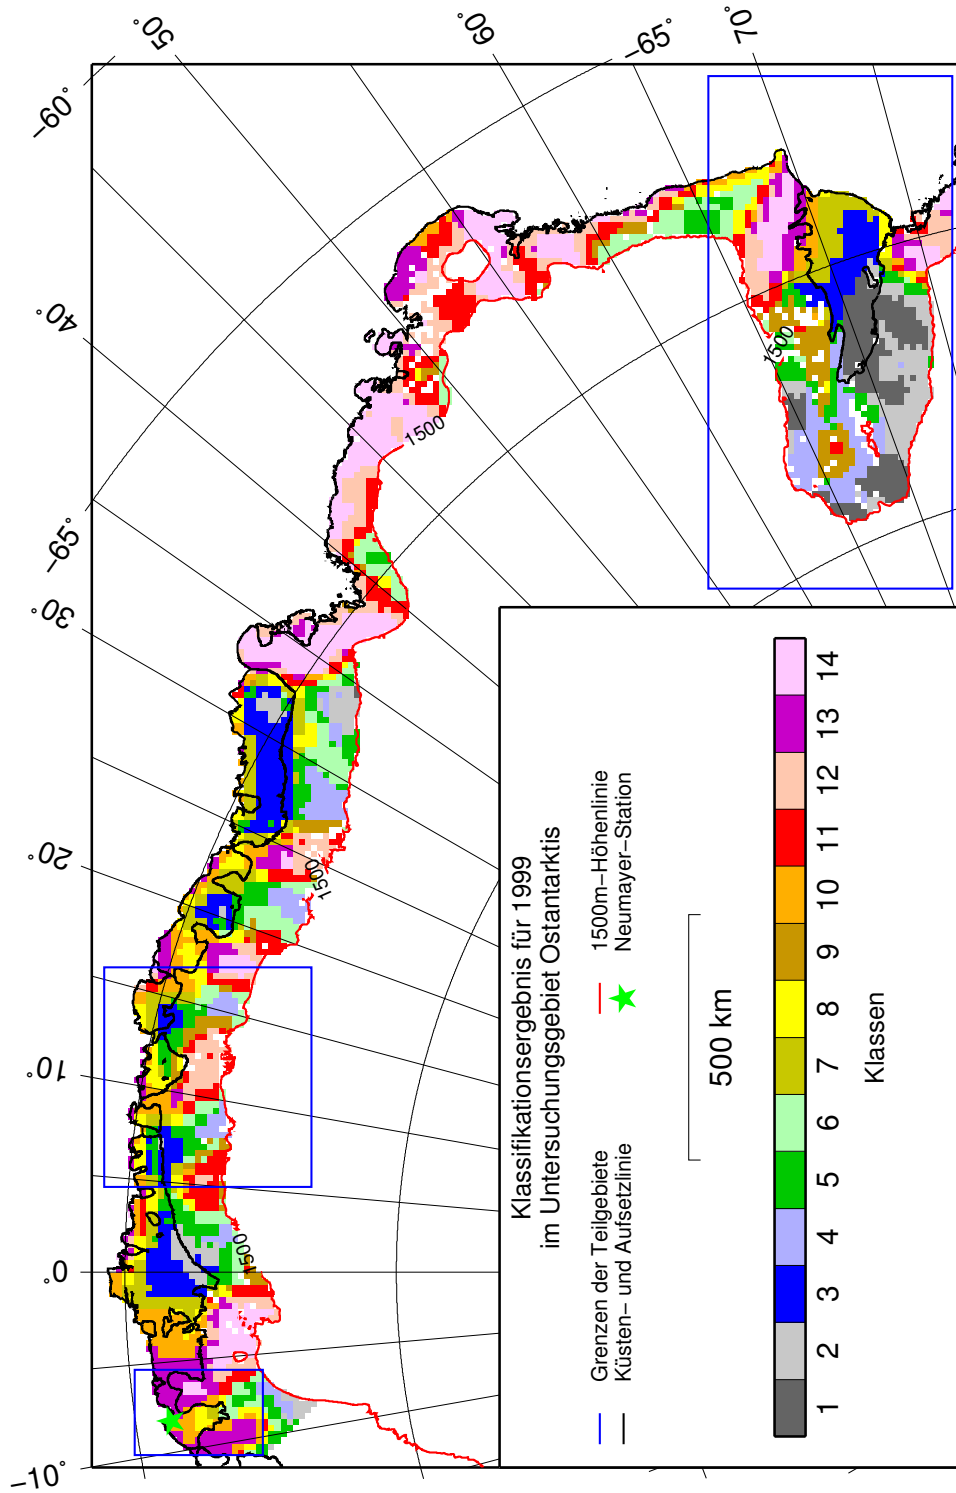 −60°
50°
60°
−65°
70°
40°
−65°
30°
20°
10°
0°
−10°
1500
1500
1500
1500
Klassifikationsergebnis für 1999
im Untersuchungsgebiet Ostantarktis
Grenzen der Teilgebiete
Küsten− und Aufsetzlinie
1500m−Höhenlinie
Neumayer−Station
500 km
1 2 3 4 5 6 7 8 9 10 11 12 13 14
Klassen